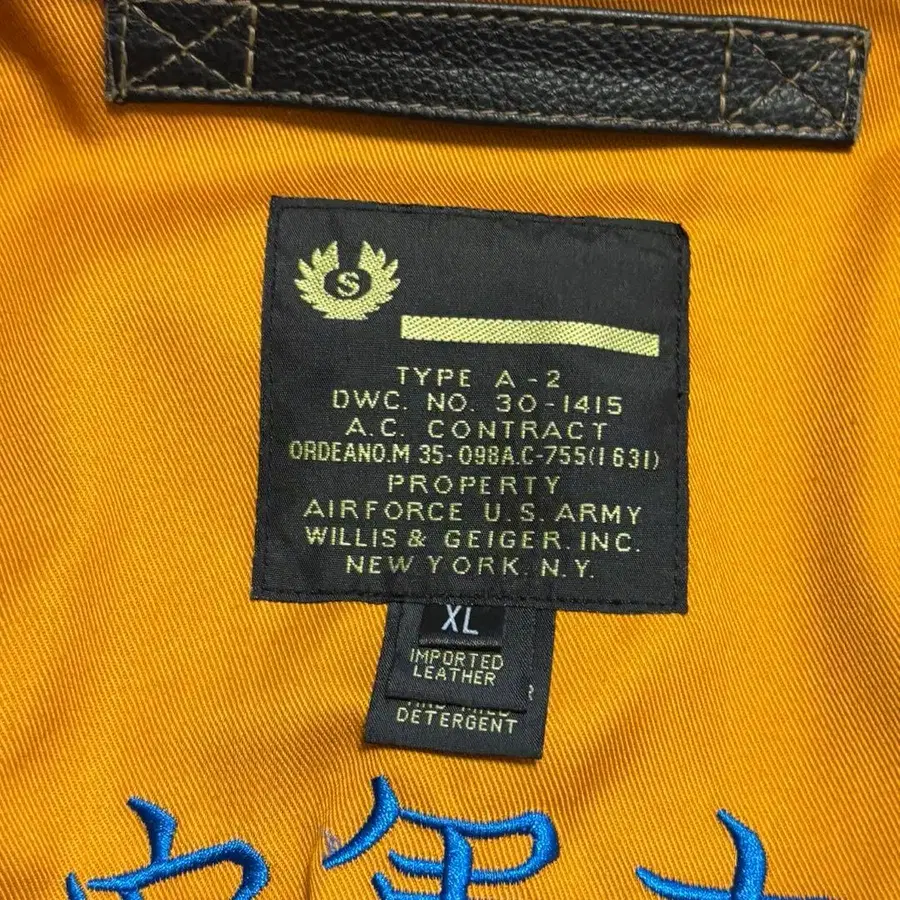 S
TYPE A-2
DWC. NO. 30-1415
A.C. CONTRACT
ORDEANO.M 35-098A.C-755(1631)
PROPERTY
AIRFORCE U.S. ARMY
WILLIS & GEIGER. INC.
NEW YORK. N.Y.
XL
IMPORTED
LEATHER
R
DETERGENT